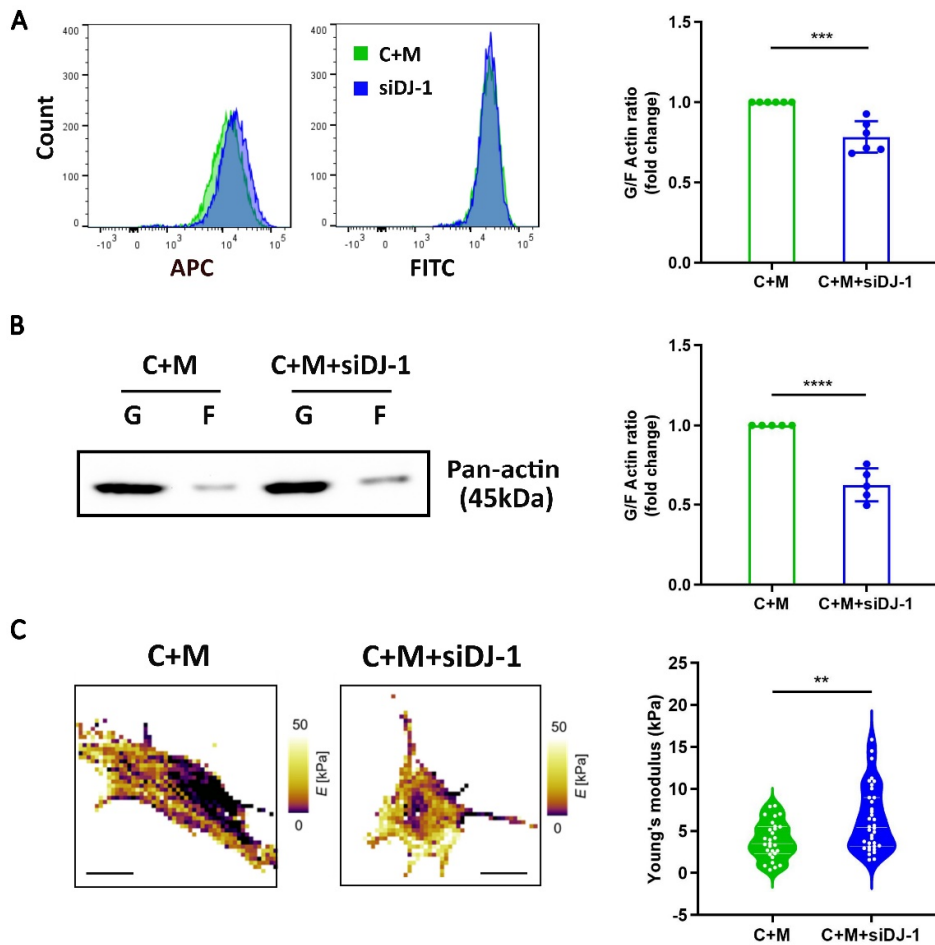 A
400
300
200
100
0
-10³
0
10³
10⁴
10⁵
Count
APC
400
300
200
100
0
C+M
siDJ-1
-10³
0
10³
10⁴
10⁵
FITC
1.5
1.0
0.5
0.0
G/F Actin ratio
(fold change)
***
C+M
C+M+siDJ-1
B
C+M
C+M+siDJ-1
G
F
G
F
Pan-actin
(45kDa)
1.5
1.0
0.5
0.0
G/F Actin ratio
(fold change)
****
C+M
C+M+siDJ-1
C
C+M
50
E [kPa]
0
C+M+siDJ-1
50
E [kPa]
0
25
20
15
10
5
0
-5
Young's modulus (kPa)
**
C+M
C+M+siDJ-1